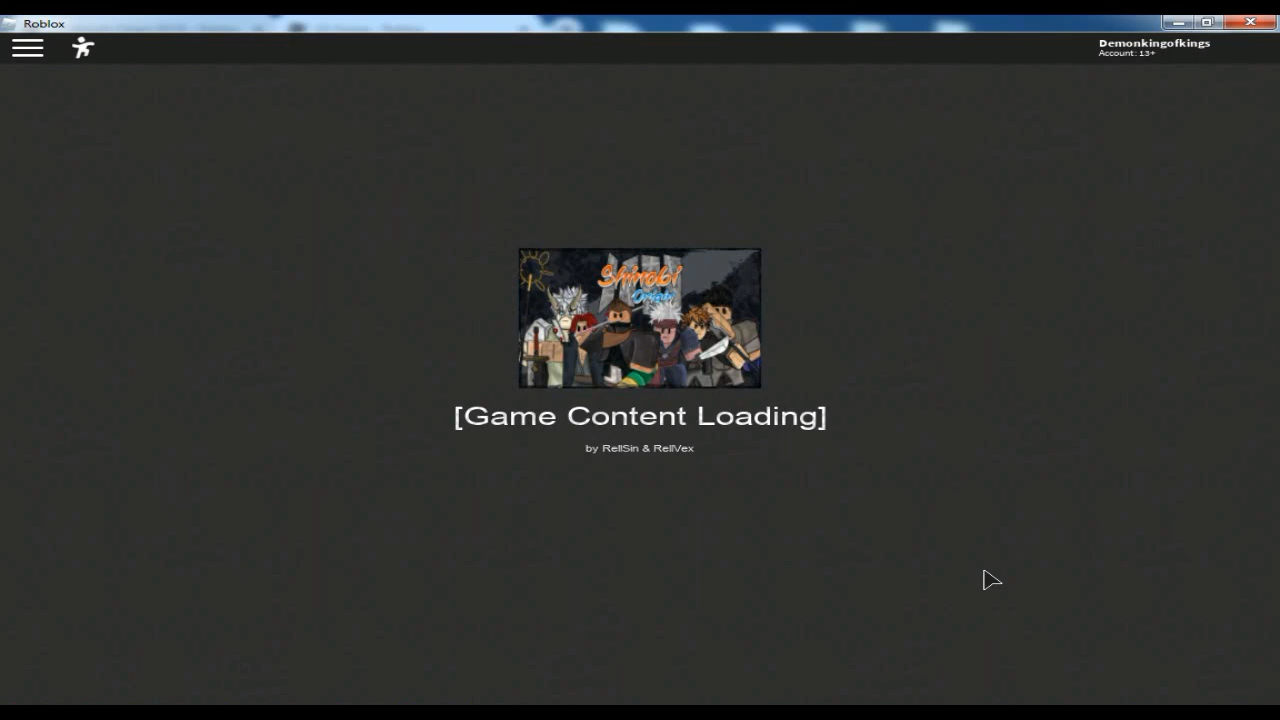 Roblox
Demonkingofkings
Account: 13+
Shinobi
Origin
[Game Content Loading]
by RellSin & RellVex